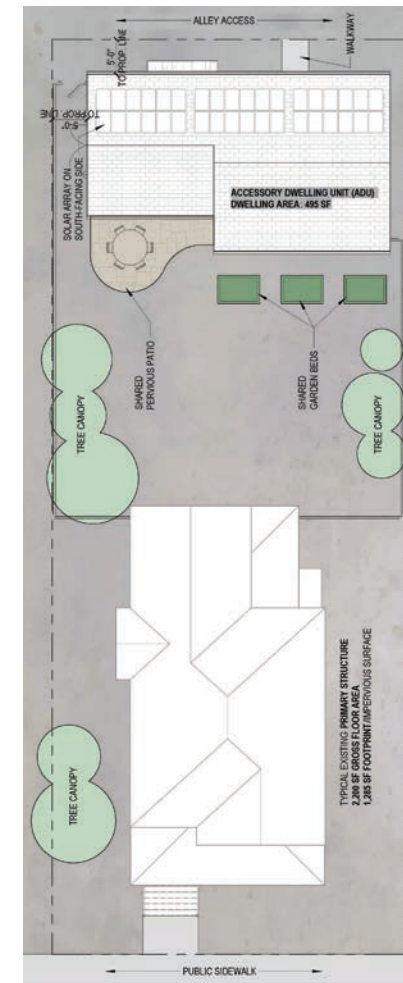 ALLEY ACCESS
WALKWAY
5'-0"
TO PROP. LINE
5'-0"
TO PROP. LINE
SOLAR ARRAY ON
SOUTH-FACING SIDE
ACCESSORY DWELLING UNIT (ADU)
DWELLING AREA: 495 SF
SHARED
PERVIOUS PATIO
SHARED
GARDEN BEDS
TREE CANOPY
TREE CANOPY
TYPICAL EXISTING PRIMARY STRUCTURE
2,200 SF GROSS FLOOR AREA
1,285 SF FOOTPRINT/IMPERVIOUS SURFACE
TREE CANOPY
PUBLIC SIDEWALK